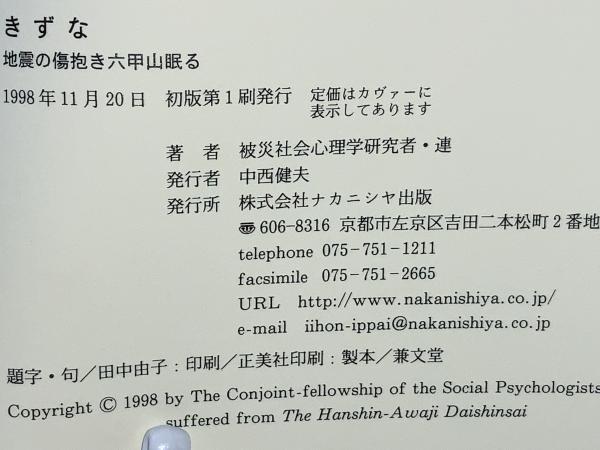 きずな
地震の傷抱き六甲山眠る
1998年11月20日 初版第1刷発行 定価はカヴァーに
表示してあります
著 者 被災社会心理学研究者・連
発行者 中西健夫
発行所 株式会社ナカニシヤ出版
〠606-8316 京都市左京区吉田二本松町2番地
telephone 075-751-1211
facsimile 075-751-2665
URL http://www.nakanishiya.co.jp/
e-mail iihon-ippai@nakanishiya.co.jp
題字・句/田中由子:印刷/正美社印刷:製本/兼文堂
Copyright © 1998 by The Conjoint-fellowship of the Social Psychologists
suffered from The Hanshin-Awaji Daishinsai